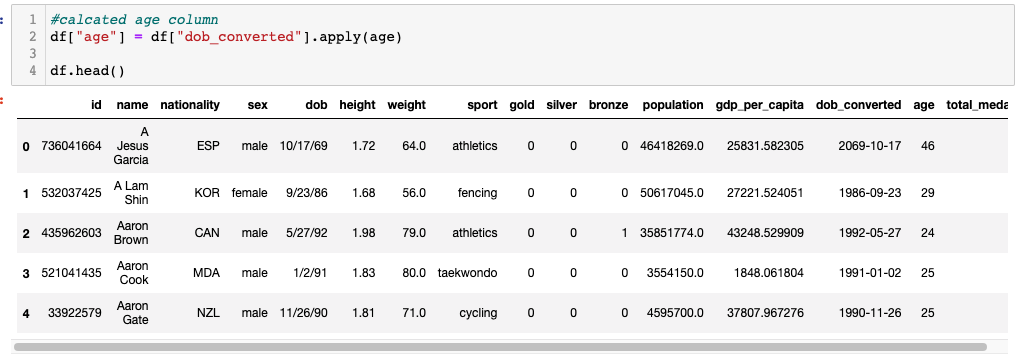 1 #calcated age column
2 df["age"] = df["dob_converted"].apply(age)
3
4 df.head()
id name nationality sex dob height weight sport gold silver bronze population gdp_per_capita dob_converted age total_meda
0 736041664 A Jesus Garcia ESP male 10/17/69 1.72 64.0 athletics 0 0 0 46418269.0 25831.582305 2069-10-17 46
1 532037425 A Lam Shin KOR female 9/23/86 1.68 56.0 fencing 0 0 0 50617045.0 27221.524051 1986-09-23 29
2 435962603 Aaron Brown CAN male 5/27/92 1.98 79.0 athletics 0 0 1 35851774.0 43248.529909 1992-05-27 24
3 521041435 Aaron Cook MDA male 1/2/91 1.83 80.0 taekwondo 0 0 0 3554150.0 1848.061804 1991-01-02 25
4 33922579 Aaron Gate NZL male 11/26/90 1.81 71.0 cycling 0 0 0 4595700.0 37807.967276 1990-11-26 25